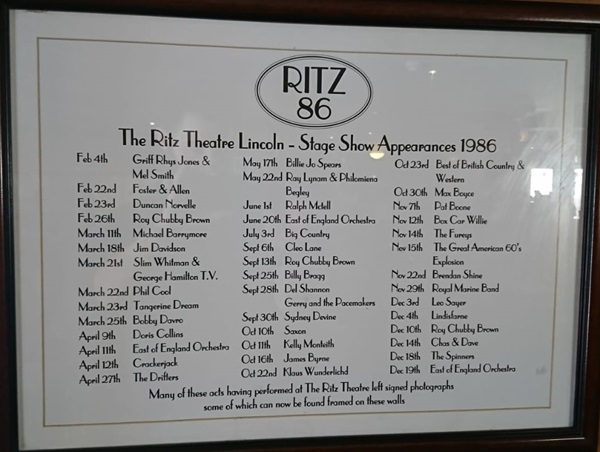 RITZ
86
The Ritz Theatre Lincoln - Stage Show Appearances 1986
Feb 4th Griff Rhys Jones &
Mel Smith
Feb 22nd Foster & Allen
Feb 23rd Duncan Norvelle
Feb 26th Roy Chubby Brown
March 11th Michael Barrymore
March 18th Jim Davidson
March 21st Slim Whitman &
George Hamilton T.V.
March 22nd Phil Cool
March 23rd Tangerine Dream
March 25th Bobby Davro
April 9th Doris Collins
April 11th East of England Orchestra
April 12th Crackerjack
April 27th The Drifters
May 17th Billie Jo Spears
May 22nd Ray Lynam & Philomena
Begley
June 1st Ralph Mctell
June 20th East of England Orchestra
July 3rd Big Country
Sept 6th Cleo Lane
Sept 13th Roy Chubby Brown
Sept 25th Billy Bragg
Sept 28th Del Shannon
Gerry and the Pacemakers
Sept 30th Sydney Devine
Oct 10th Saxon
Oct 11th Kelly Monteith
Oct 16th James Byrne
Oct 22nd Klaus Wunderlichd
Oct 23rd Best of British Country &
Western
Oct 30th Max Boyce
Nov 7th Pat Boone
Nov 12th Box Car Willie
Nov 14th The Fureys
Nov 15th The Great American 60's
Explosion
Nov 22nd Brendan Shine
Nov 29th Royal Marine Band
Dec 3rd Leo Sayer
Dec 4th Lindisfarne
Dec 10th Roy Chubby Brown
Dec 14th Chas & Dave
Dec 18th The Spinners
Dec 19th East of England Orchestra
Many of these acts having performed at The Ritz Theatre left signed photographs
some of which can now be found framed on these walls